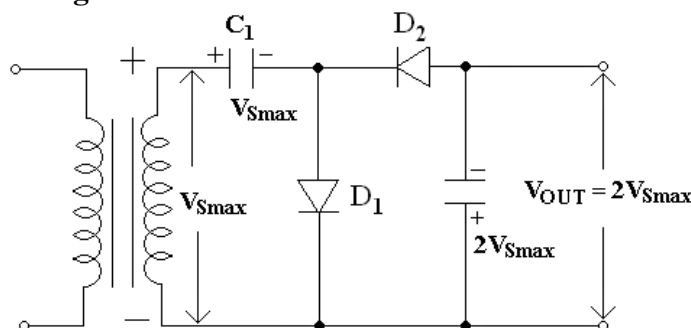 g
+ C1 D2
+ -
VSmax
VSmax D1 - VOUT = 2VSmax
+
2VSmax
-